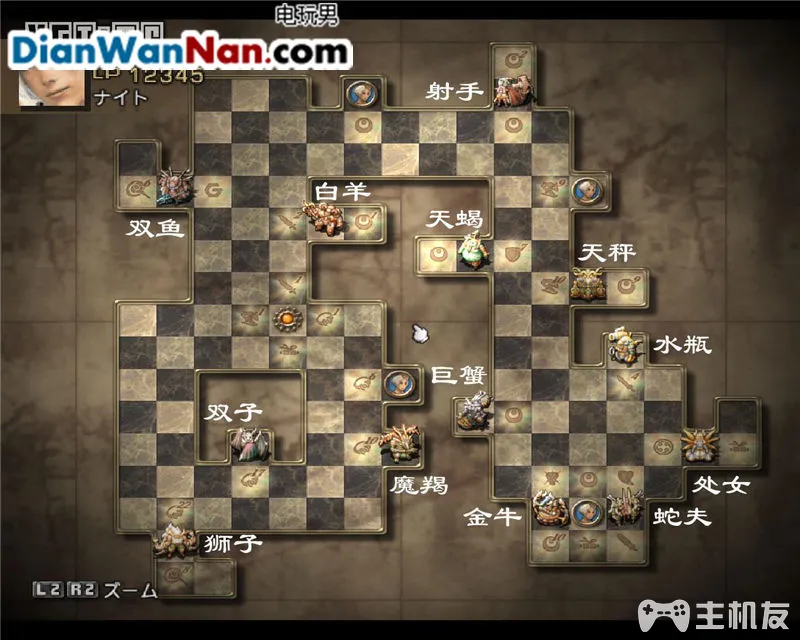 电玩男
DianWanNan.com
LP 12345
ナイト
射手
白羊
双鱼
天蝎
天秤
水瓶
巨蟹
双子
魔羯
处女
金牛
蛇夫
狮子
L2 R2 ズーム
主机友